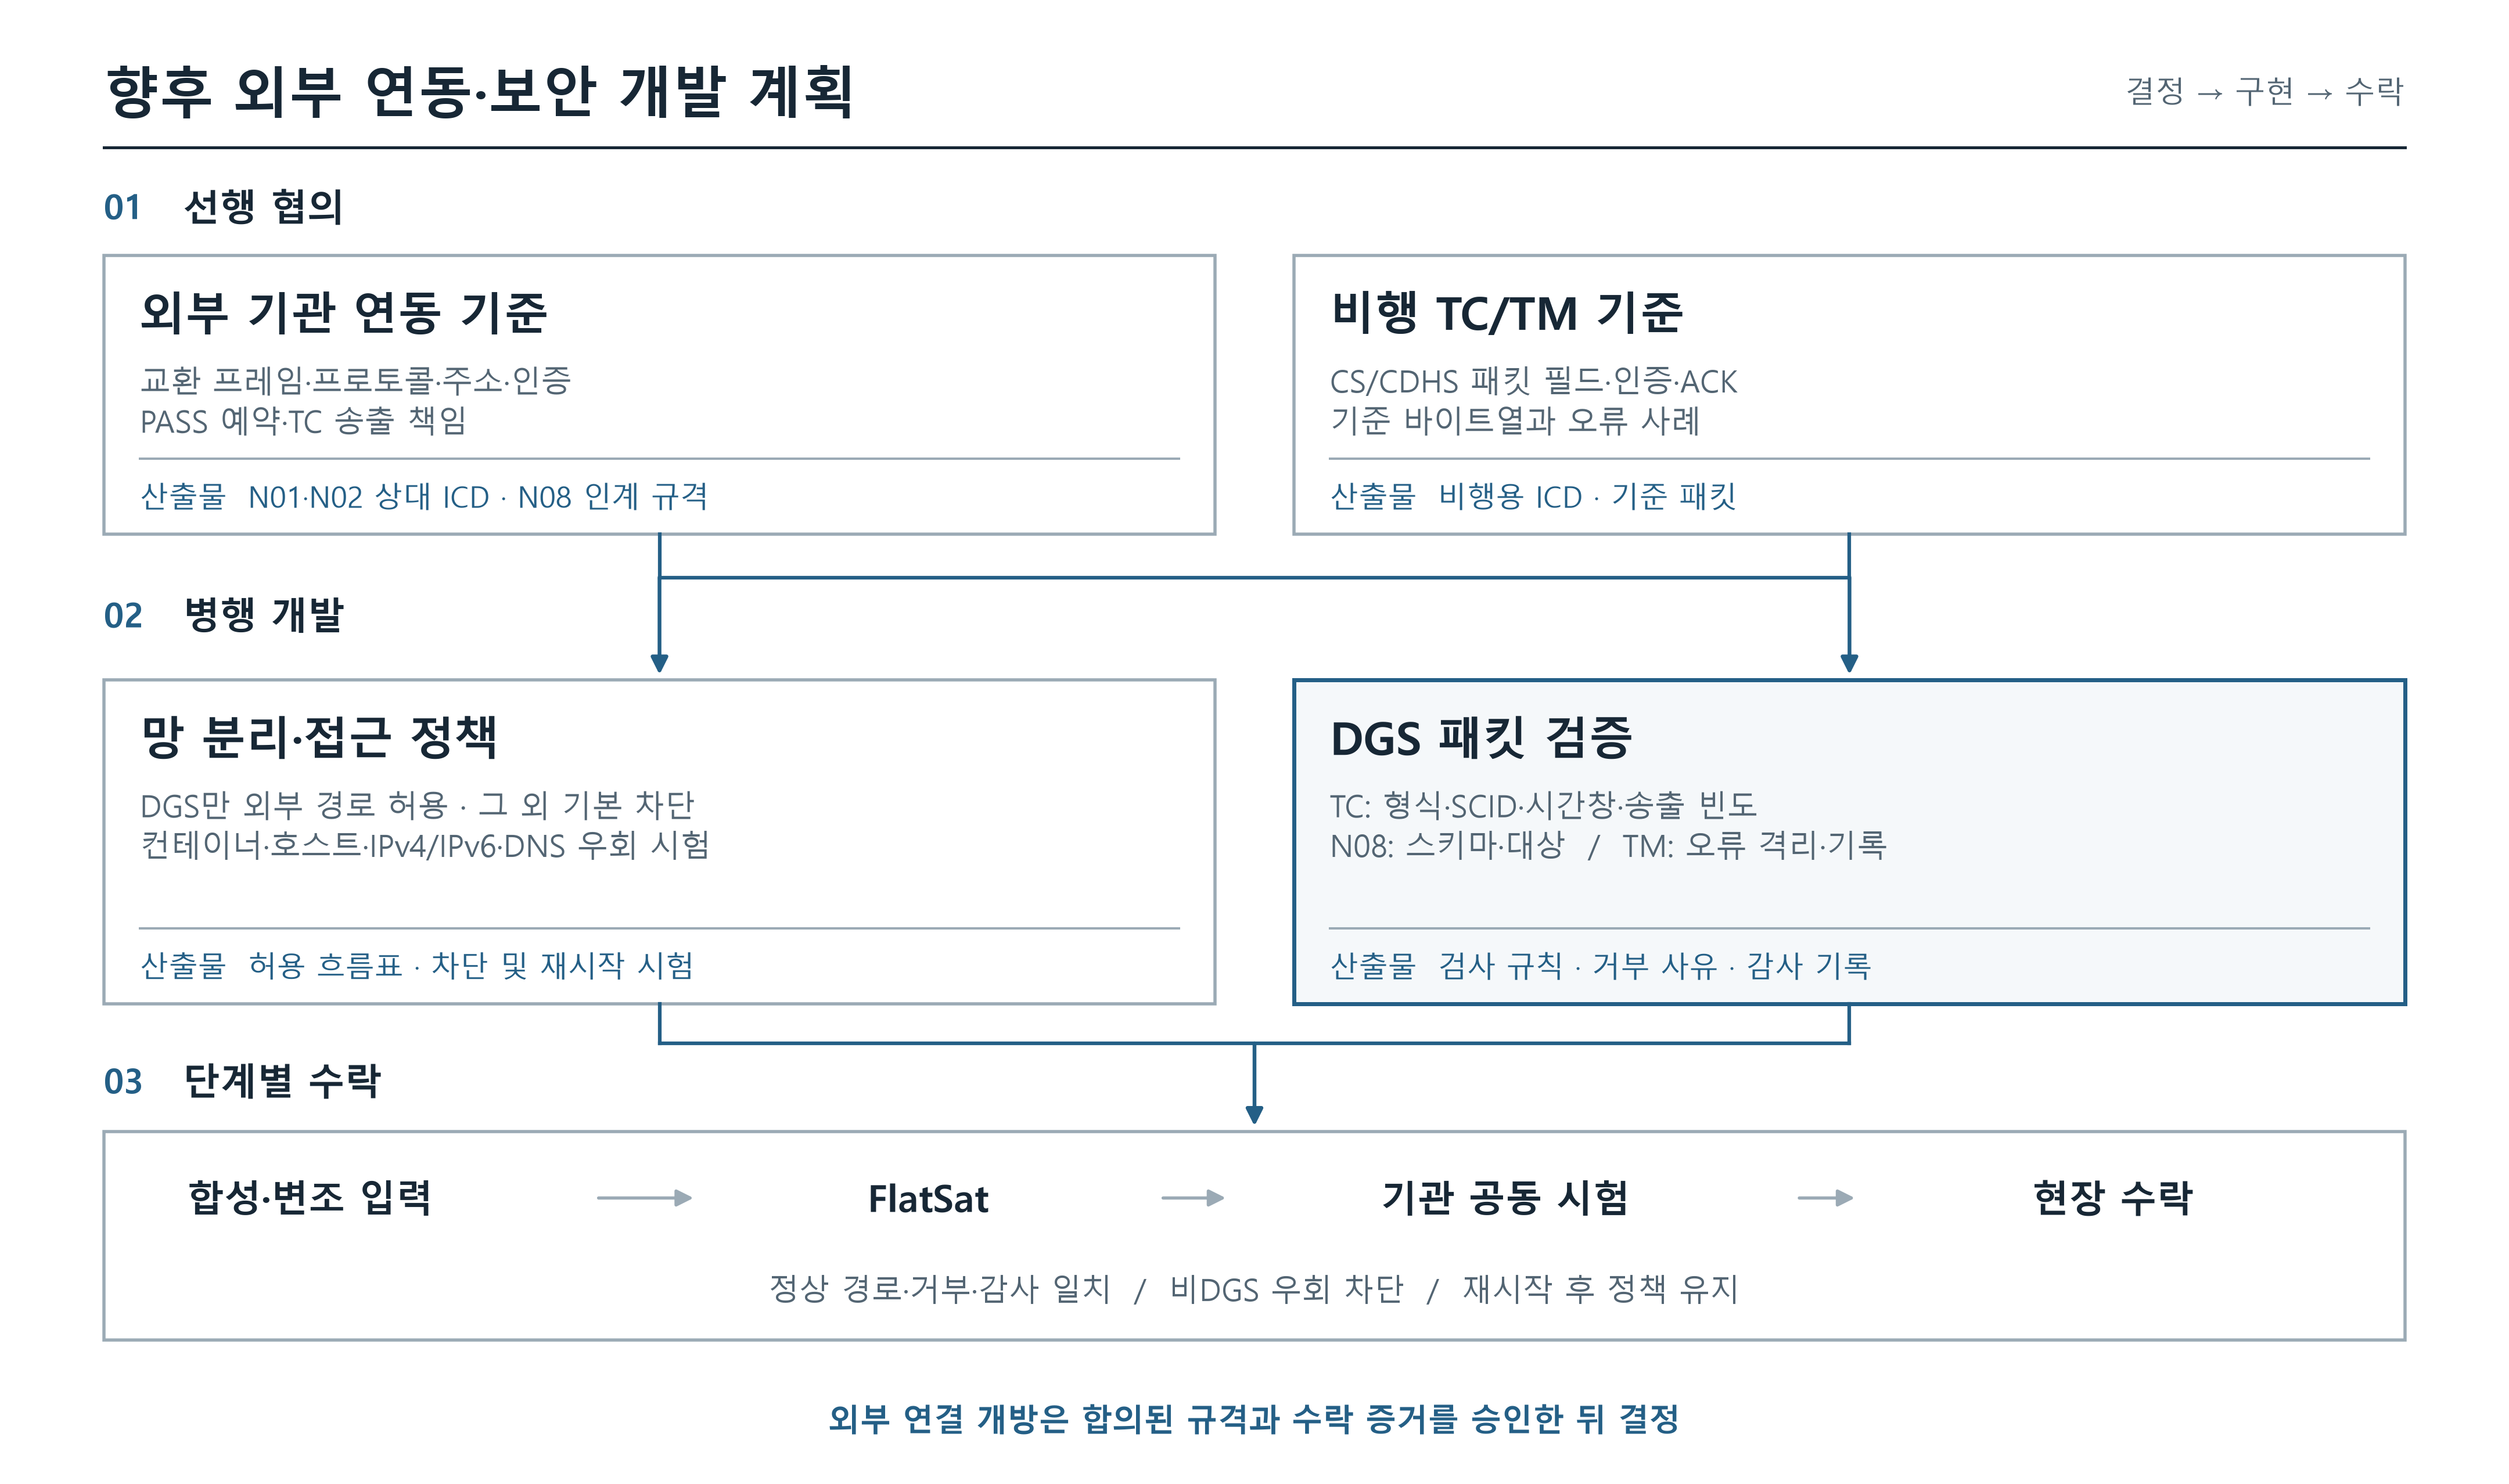 향후 외부 연동·보안 개발 계획
결정 → 구현 → 수락
01 선행 협의
외부 기관 연동 기준
교환 프레임·프로토콜·주소·인증
PASS 예약·TC 송출 책임
산출물 N01·N02 상대 ICD · N08 인계 규격
비행 TC/TM 기준
CS/CDHS 패킷 필드·인증·ACK
기준 바이트열과 오류 사례
산출물 비행용 ICD · 기준 패킷
02 병행 개발
망 분리·접근 정책
DGS만 외부 경로 허용 · 그 외 기본 차단
컨테이너·호스트·IPv4/IPv6·DNS 우회 시험
산출물 허용 흐름표 · 차단 및 재시작 시험
DGS 패킷 검증
TC: 형식·SCID·시간창·송출 빈도
N08: 스키마·대상 / TM: 오류 격리·기록
산출물 검사 규칙 · 거부 사유 · 감사 기록
03 단계별 수락
합성·변조 입력 → FlatSat → 기관 공동 시험 → 현장 수락
정상 경로·거부·감사 일치 / 비DGS 우회 차단 / 재시작 후 정책 유지
외부 연결 개방은 합의된 규격과 수락 증거를 승인한 뒤 결정